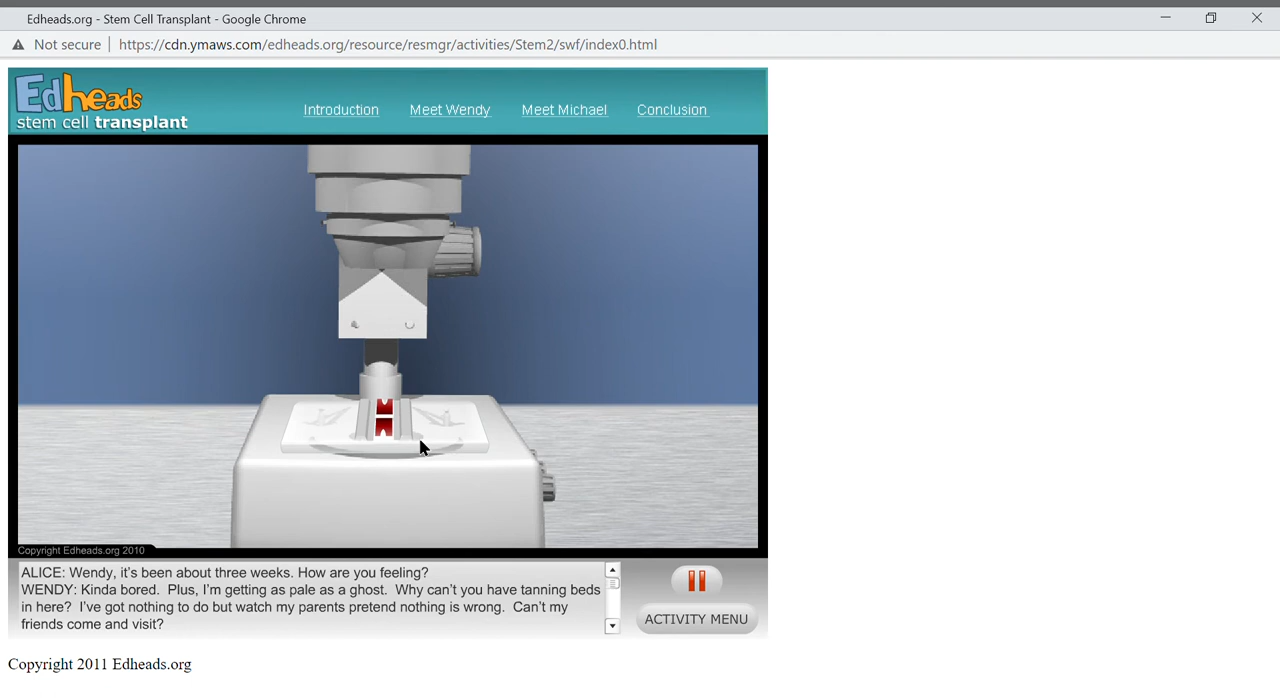 Edheads.org - Stem Cell Transplant - Google Chrome
Not secure | https://cdn.ymaws.com/edheads.org/resource/resmgr/activities/Stem2/swf/index0.html
Edheads
stem cell transplant
Introduction Meet Wendy Meet Michael Conclusion
Copyright Edheads.org 2010
ALICE: Wendy, it's been about three weeks. How are you feeling?
WENDY: Kinda bored. Plus, I'm getting as pale as a ghost. Why can't you have tanning beds
in here? I've got nothing to do but watch my parents pretend nothing is wrong. Can't my
friends come and visit?
ACTIVITY MENU
Copyright 2011 Edheads.org